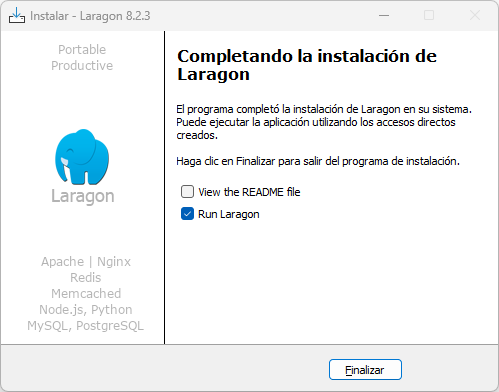 Instalar - Laragon 8.2.3
Portable
Productive
Laragon
Apache | Nginx
Redis
Memcached
Node.js, Python
MySQL, PostgreSQL
Completando la instalación de
Laragon
El programa completó la instalación de Laragon en su sistema.
Puede ejecutar la aplicación utilizando los accesos directos
creados.
Haga clic en Finalizar para salir del programa de instalación.
View the README file
Run Laragon
Finalizar